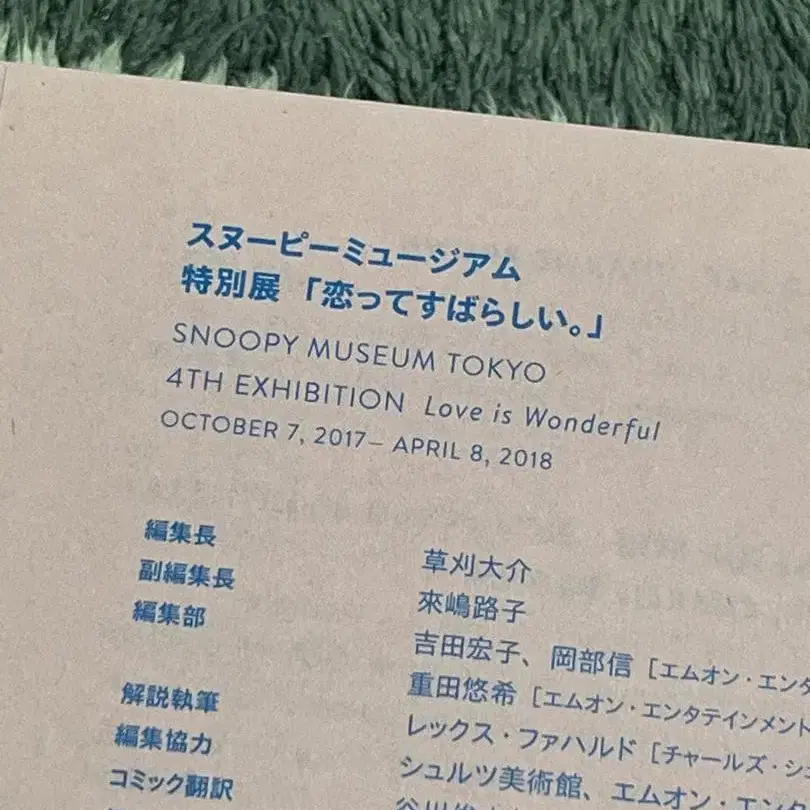 スヌーピーミュージアム
特別展「恋ってすばらしい。」
SNOOPY MUSEUM TOKYO
4TH EXHIBITION Love is Wonderful
OCTOBER 7, 2017– APRIL 8, 2018
編集長 草刈大介
副編集長 來嶋路子
編集部 吉田宏子、岡部信［エムオン・エンタ
重田悠希［エムオン・エンタテインメント
解説執筆 レックス・ファハルド［チャールズ・シ
編集協力 シュルツ美術館、エムオン・エンタ
コミック翻訳 谷川俊